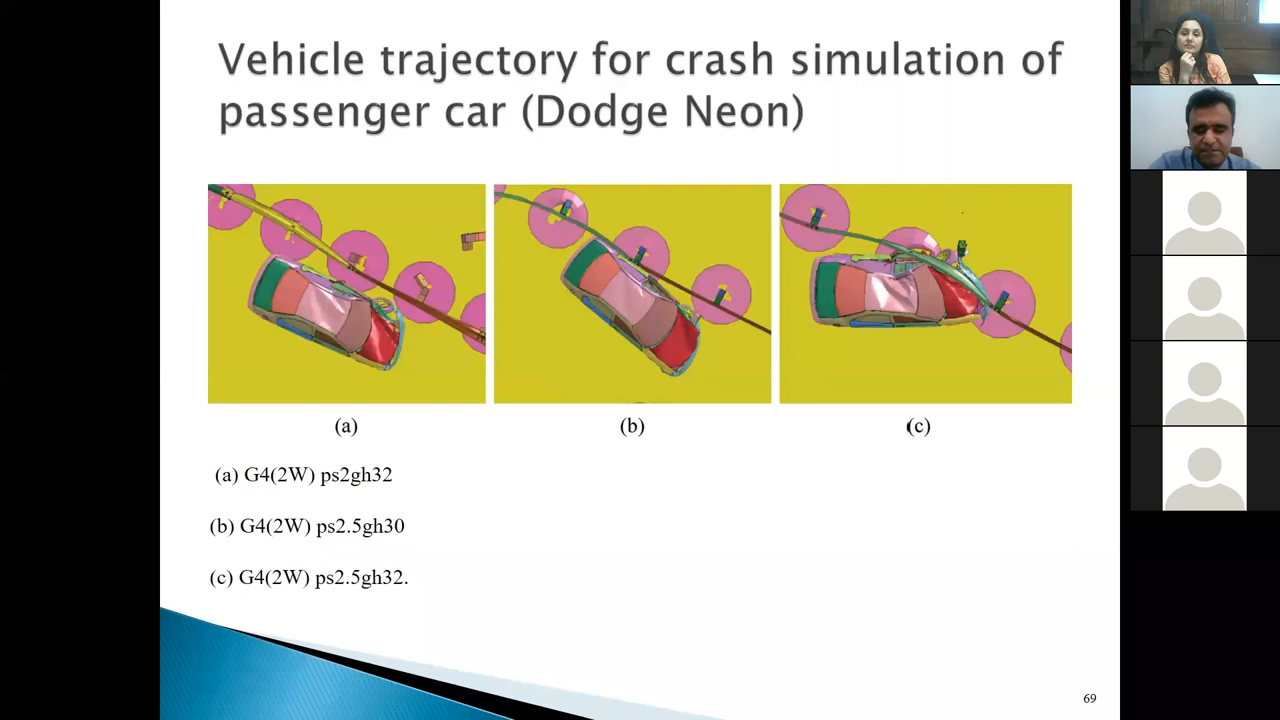 Vehicle trajectory for crash simulation of
passenger car (Dodge Neon)
(a)
(b)
(c)
(a) G4(2W) ps2gh32
(b) G4(2W) ps2.5gh30
(c) G4(2W) ps2.5gh32.
69